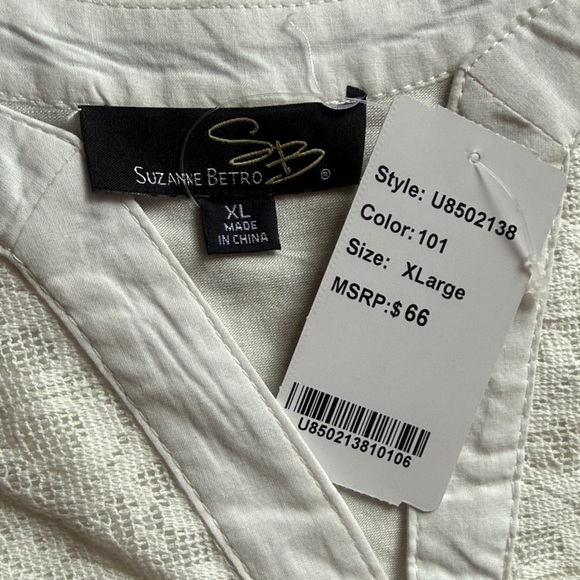 SB
SUZANNE BETRO ®
XL
MADE
IN CHINA
Style: U8502138
Color: 101
Size: XLarge
MSRP:$ 66
U850213810106